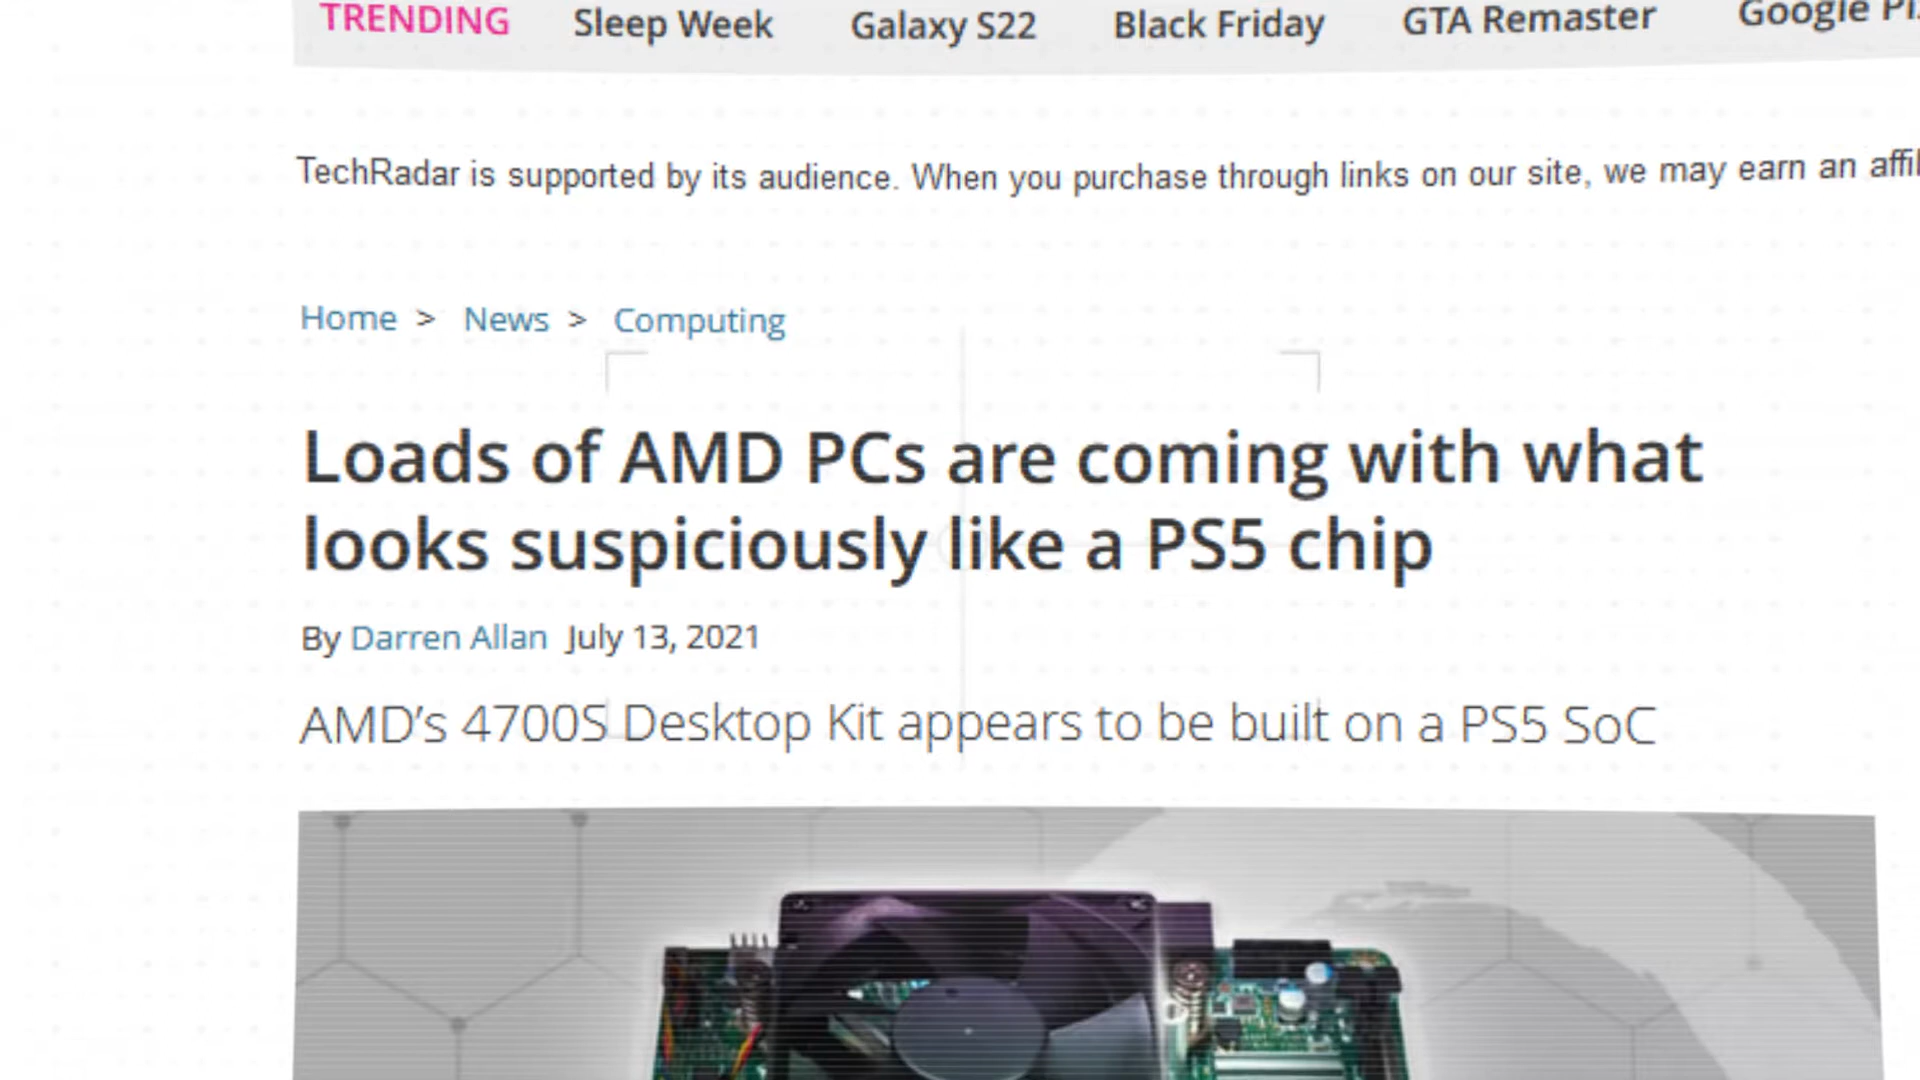 TRENDING Sleep Week Galaxy S22 Black Friday GTA Remaster Google
TechRadar is supported by its audience. When you purchase through links on our site, we may earn an
Home > News > Computing
Loads of AMD PCs are coming with what
looks suspiciously like a PS5 chip
By Darren Allan July 13, 2021
AMD’s 4700S Desktop Kit appears to be built on a PS5 SoC